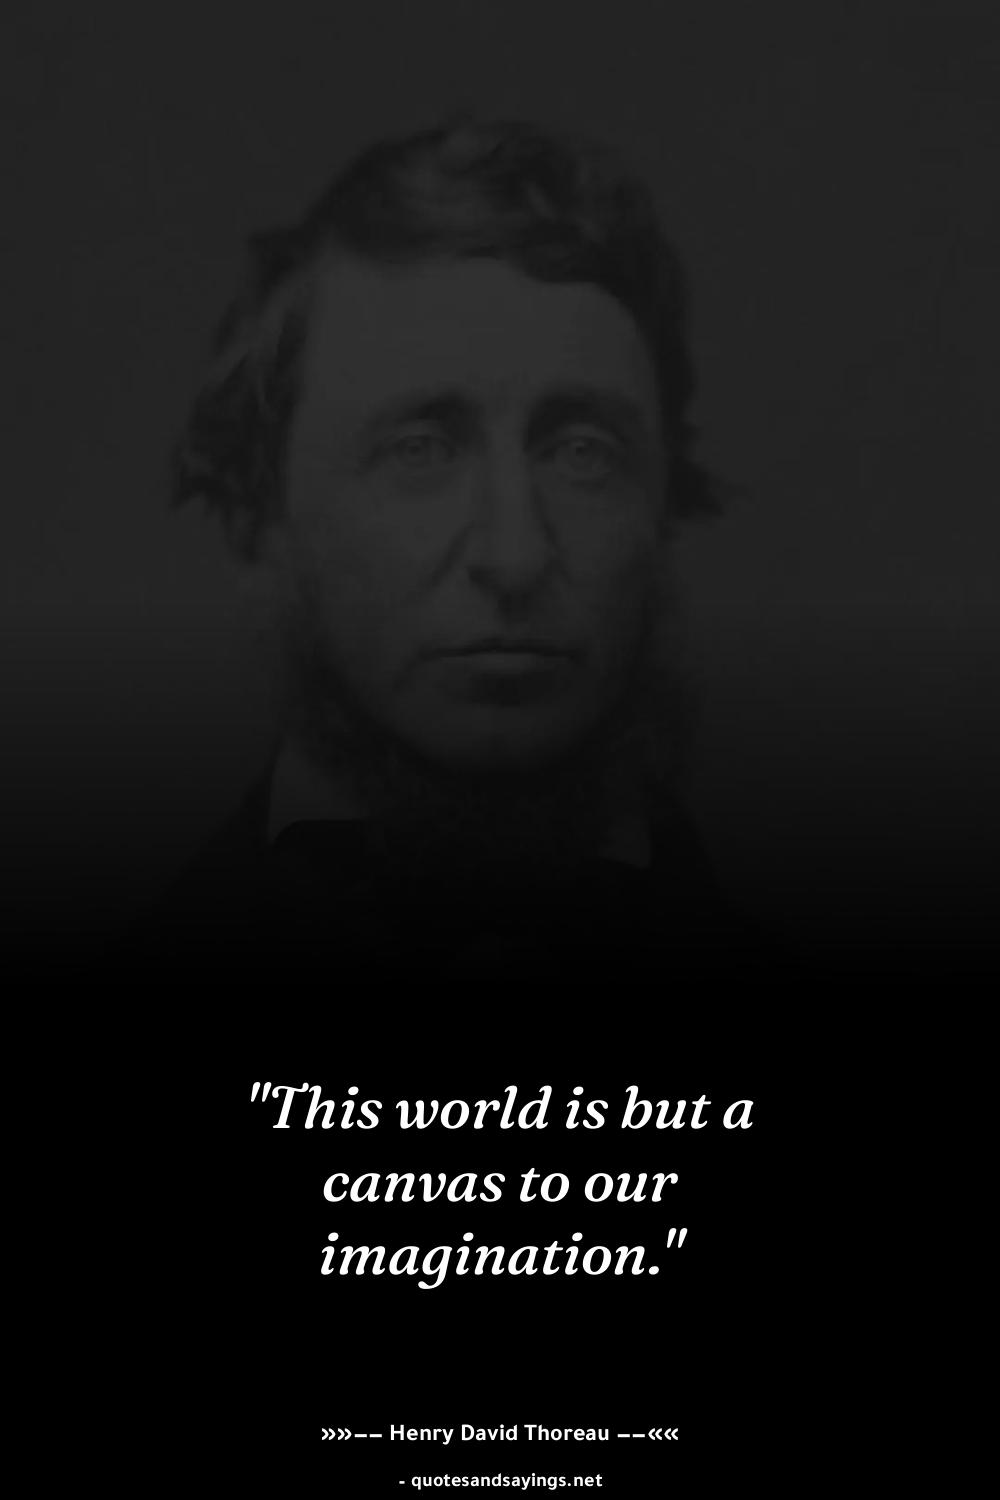 "This world is but a
canvas to our
imagination."
»»−− Henry David Thoreau −−««
- quotesandsayings.net